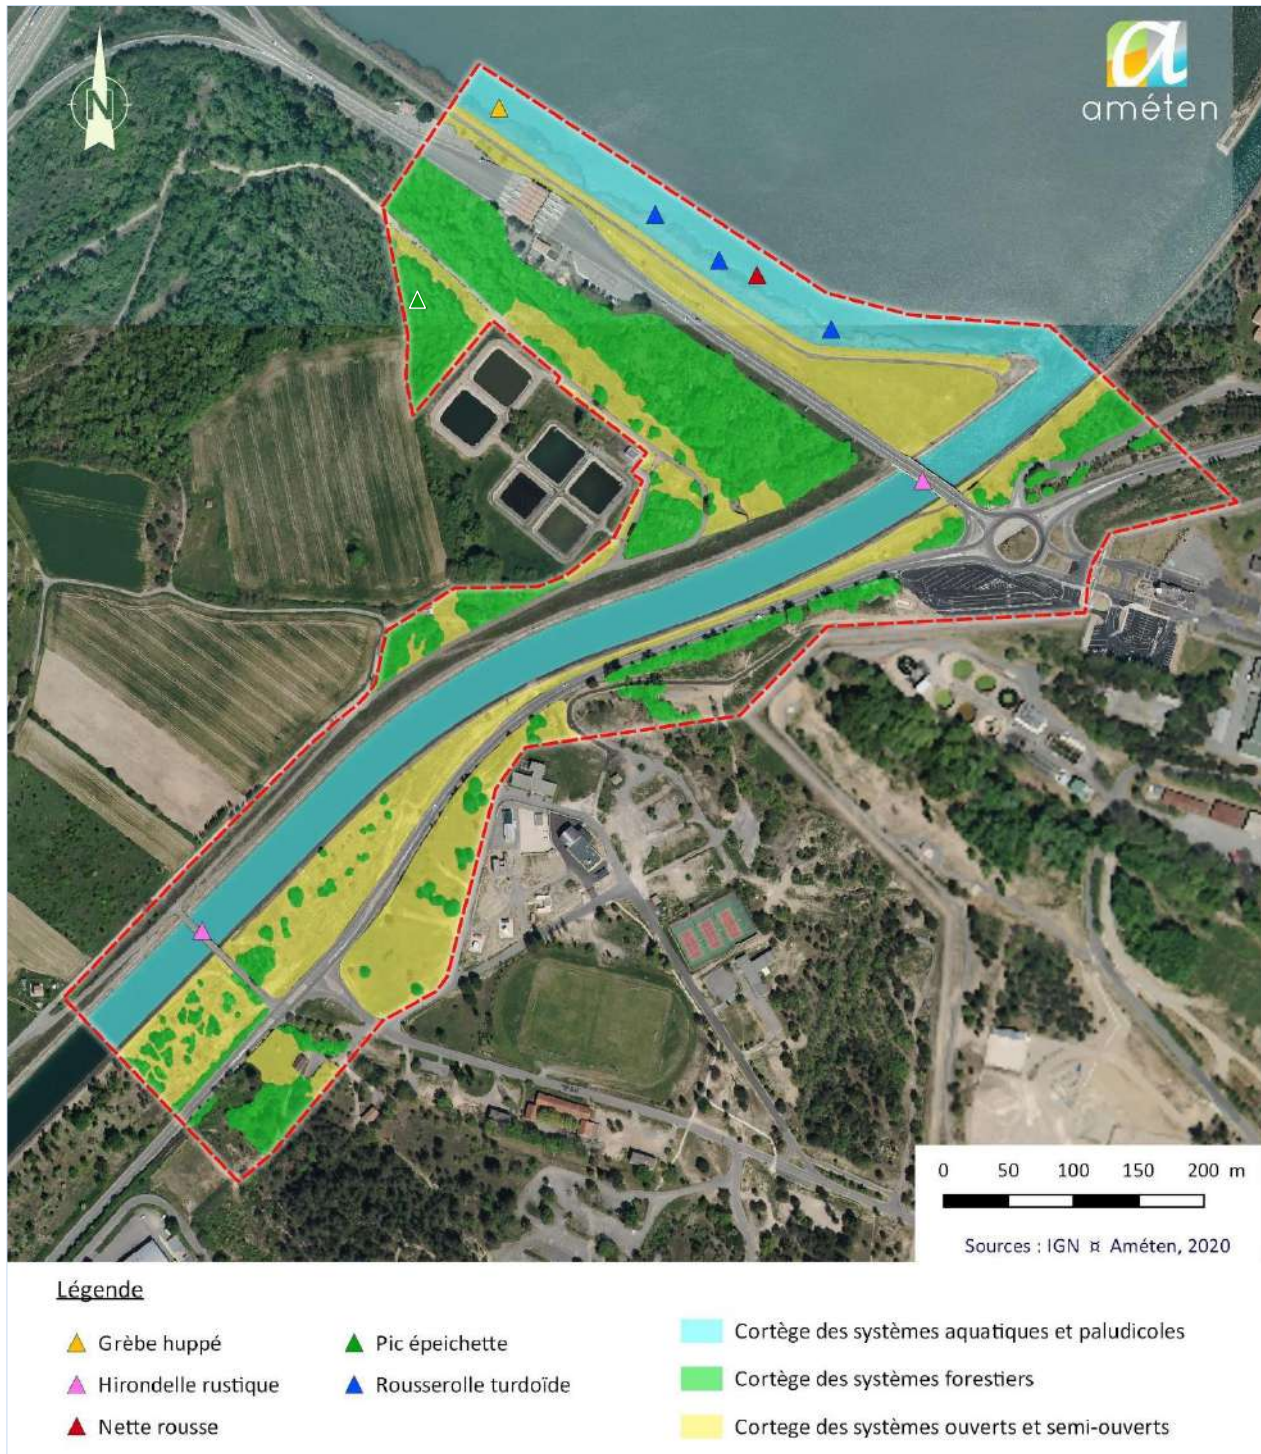 N
améten
0 50 100 150 200 m
Sources : IGN ¤ Améten, 2020
Légende
Grèbe huppé
Hirondelle rustique
Nette rousse
Pic épeichette
Rousserolle turdoïde
Cortège des systèmes aquatiques et paludicoles
Cortège des systèmes forestiers
Cortege des systèmes ouverts et semi-ouverts